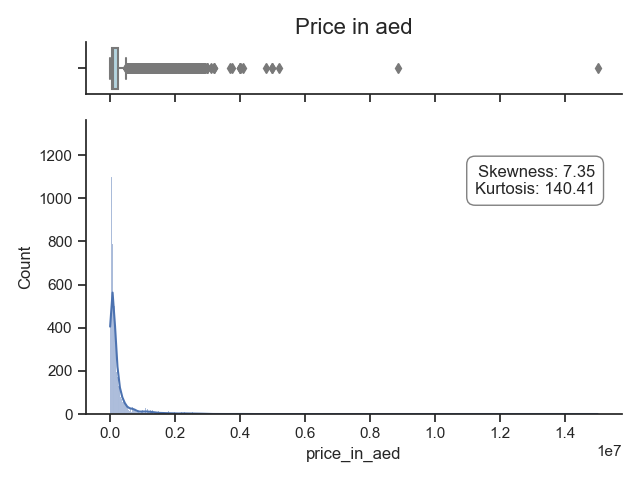 Price in aed
Skewness: 7.35
Kurtosis: 140.41
1200
1000
800
600
400
200
0
Count
0.0 0.2 0.4 0.6 0.8 1.0 1.2 1.4
1e7
price_in_aed